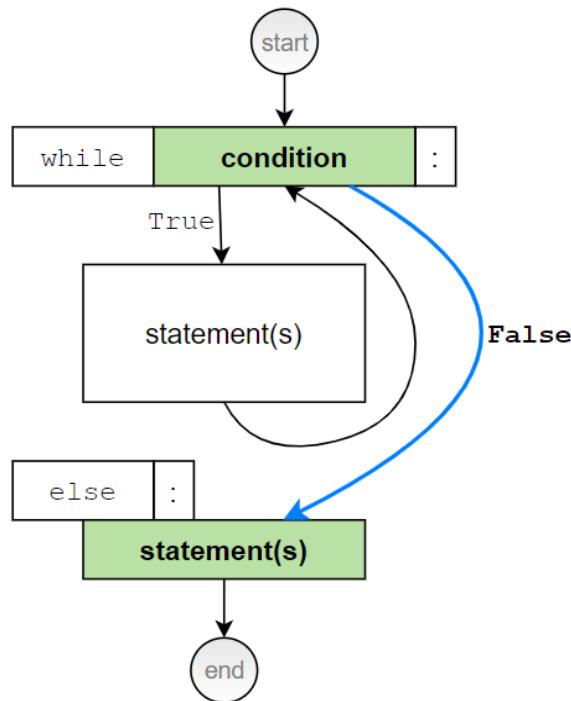 start
while condition :
True
statement(s)
False
else :
statement(s)
end